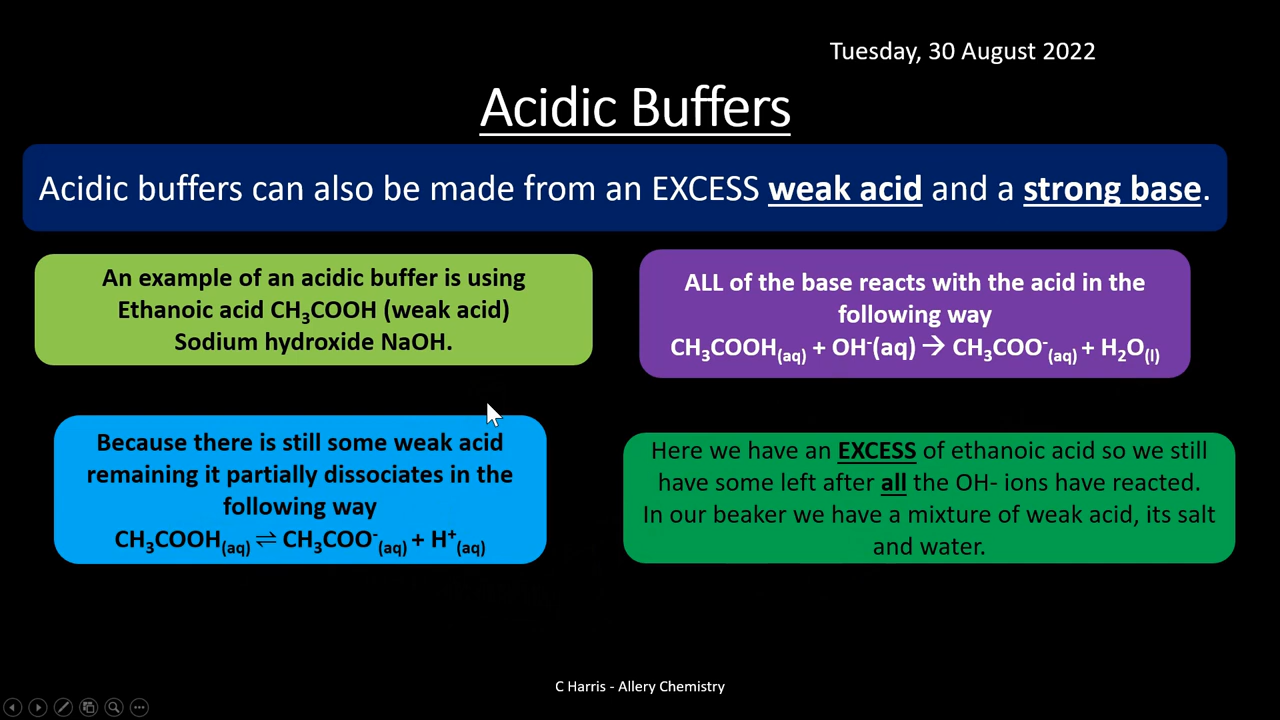 Tuesday, 30 August 2022
Acidic Buffers
Acidic buffers can also be made from an EXCESS weak acid and a strong base.
An example of an acidic buffer is using
Ethanoic acid CH₃COOH (weak acid)
Sodium hydroxide NaOH.
ALL of the base reacts with the acid in the
following way
CH₃COOH(aq) + OH⁻(aq) → CH₃COO⁻(aq) + H₂O(l)
Because there is still some weak acid
remaining it partially dissociates in the
following way
CH₃COOH(aq) ⇌ CH₃COO⁻(aq) + H⁺(aq)
Here we have an EXCESS of ethanoic acid so we still
have some left after all the OH- ions have reacted.
In our beaker we have a mixture of weak acid, its salt
and water.
C Harris - Allery Chemistry